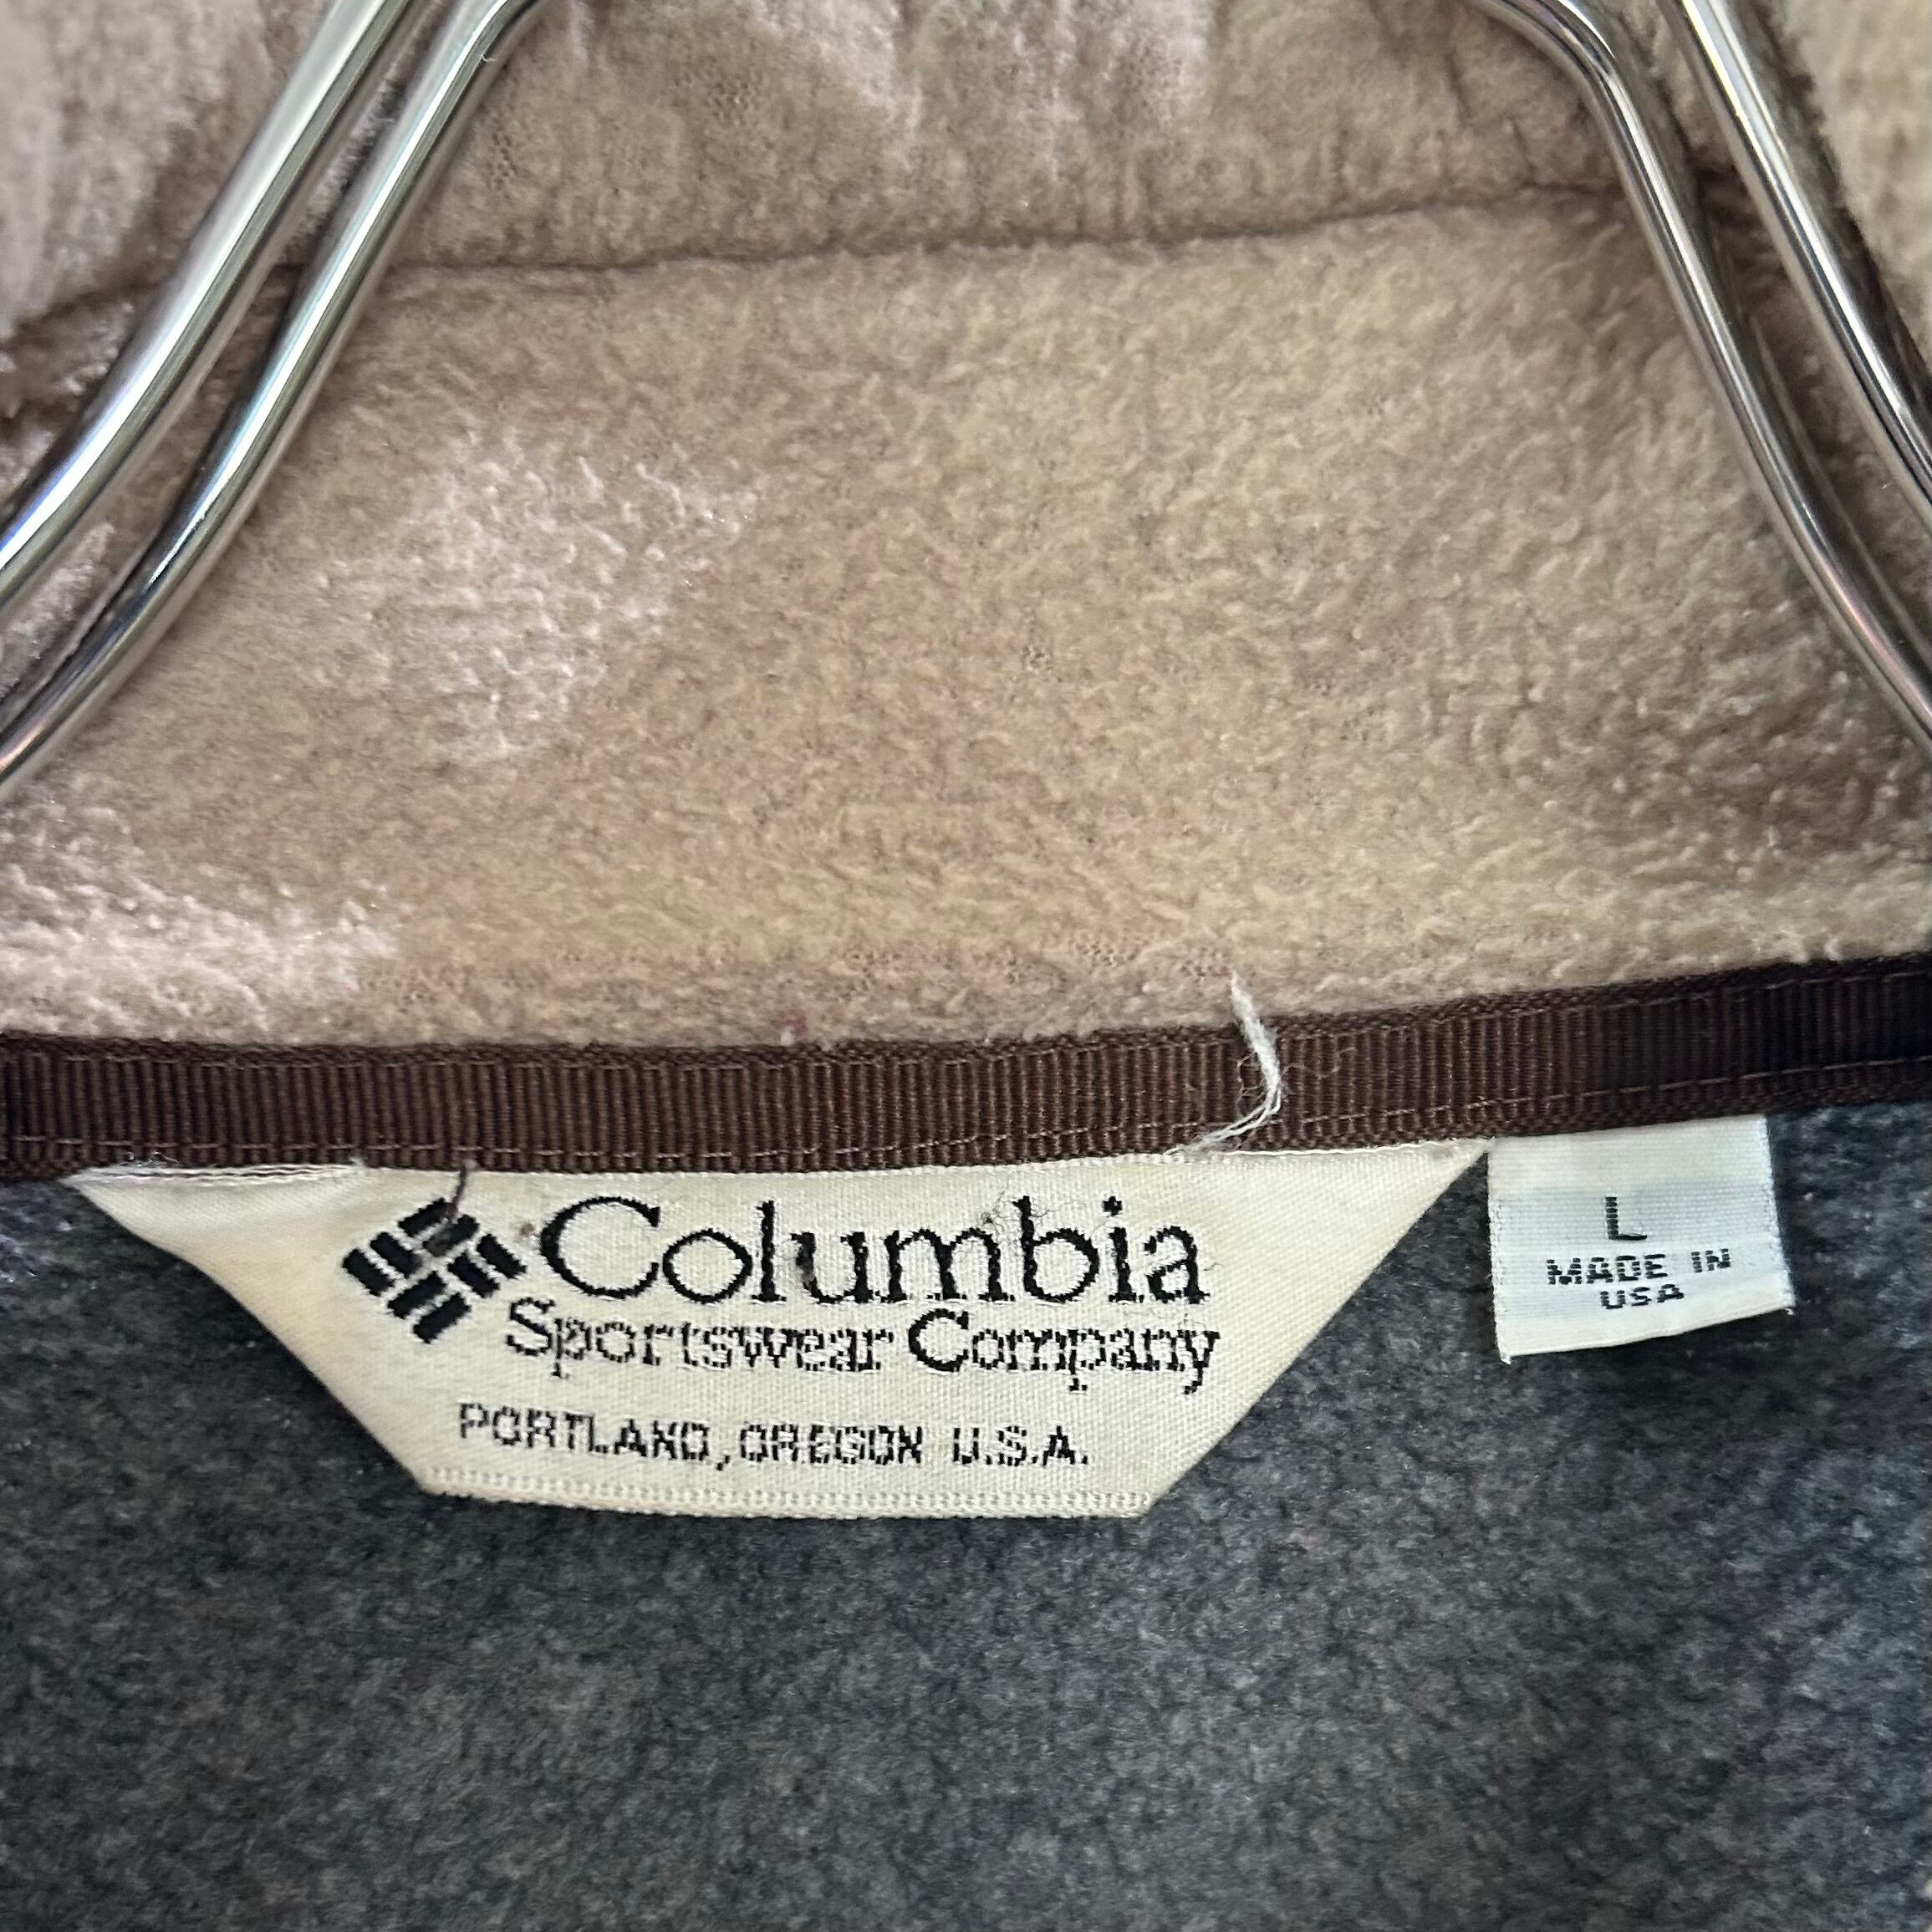 Columbia
Sportswear Company
PORTLAND, OREGON U.S.A.
L
MADE IN
USA